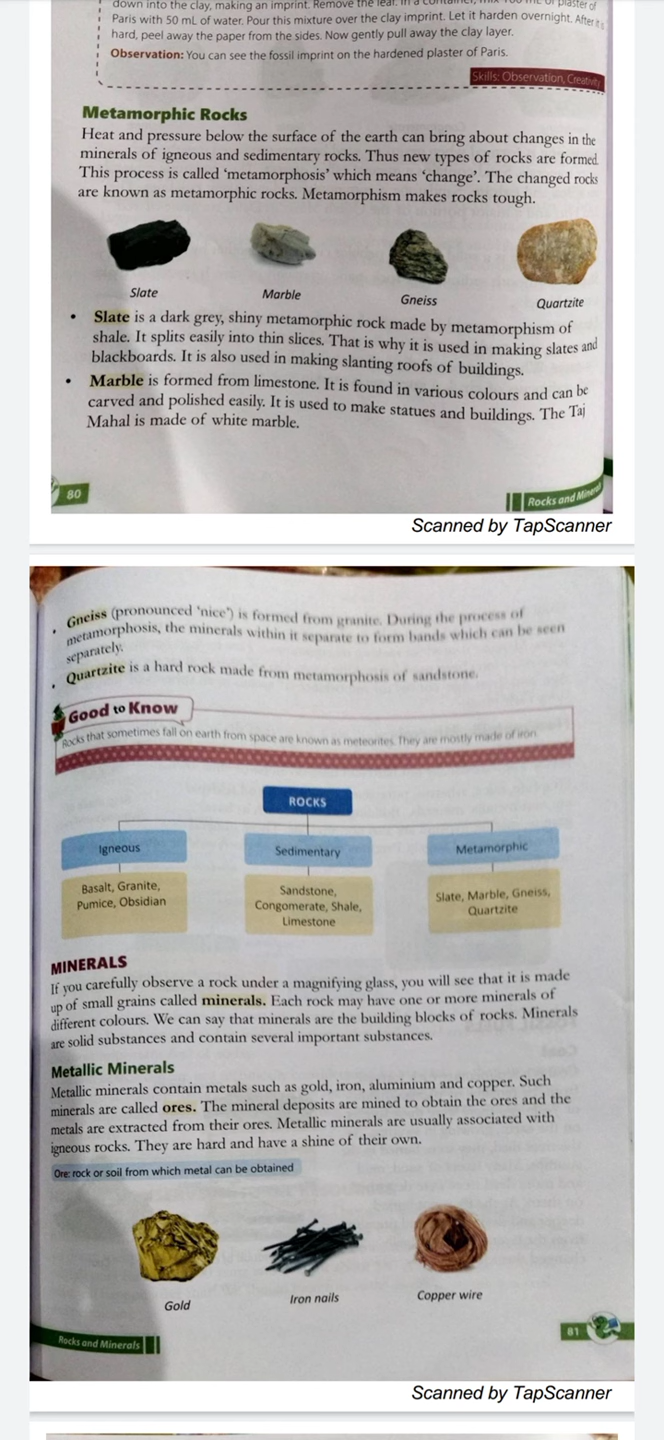 down into the clay, making an imprint. Remove the leaf. In a container, mix 100 mL of plaster of
Paris with 50 mL of water. Pour this mixture over the clay imprint. Let it harden overnight. After it is
hard, peel away the paper from the sides. Now gently pull away the clay layer.
Observation: You can see the fossil imprint on the hardened plaster of Paris.
Skills: Observation, Creativity
Metamorphic Rocks
Heat and pressure below the surface of the earth can bring about changes in the
minerals of igneous and sedimentary rocks. Thus new types of rocks are formed.
This process is called ‘metamorphosis’ which means ‘change’. The changed rocks
are known as metamorphic rocks. Metamorphism makes rocks tough.
Slate Marble Gneiss Quartzite
• Slate is a dark grey, shiny metamorphic rock made by metamorphism of
shale. It splits easily into thin slices. That is why it is used in making slates and
blackboards. It is also used in making slanting roofs of buildings.
• Marble is formed from limestone. It is found in various colours and can be
carved and polished easily. It is used to make statues and buildings. The Taj
Mahal is made of white marble.
80
Rocks and Minerals
Scanned by TapScanner
• Gneiss (pronounced ‘nice’) is formed from granite. During the process of
metamorphosis, the minerals within it separate to form bands which can be seen
separately.
• Quartzite is a hard rock made from metamorphosis of sandstone.
Good to Know
Rocks that sometimes fall on earth from space are known as meteorites. They are mostly made of iron.
ROCKS
Igneous Sedimentary Metamorphic
Basalt, Granite,
Pumice, Obsidian
Sandstone,
Congomerate, Shale,
Limestone
Slate, Marble, Gneiss,
Quartzite
MINERALS
If you carefully observe a rock under a magnifying glass, you will see that it is made
up of small grains called minerals. Each rock may have one or more minerals of
different colours. We can say that minerals are the building blocks of rocks. Minerals
are solid substances and contain several important substances.
Metallic Minerals
Metallic minerals contain metals such as gold, iron, aluminium and copper. Such
minerals are called ores. The mineral deposits are mined to obtain the ores and the
metals are extracted from their ores. Metallic minerals are usually associated with
igneous rocks. They are hard and have a shine of their own.
Ore: rock or soil from which metal can be obtained
Gold Iron nails Copper wire
Rocks and Minerals
81
Scanned by TapScanner